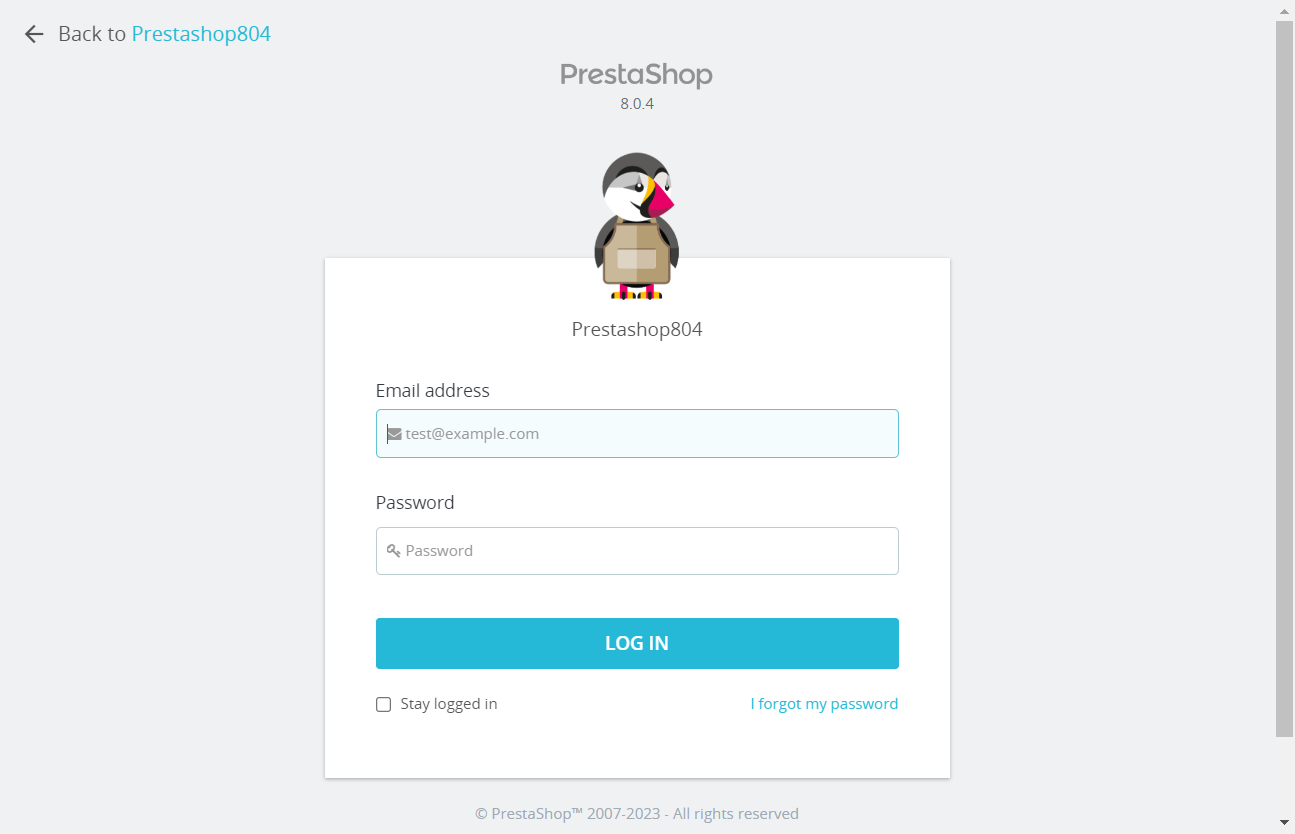 Back to Prestashop804
PrestaShop
8.0.4
Prestashop804
Email address
test@example.com
Password
Password
LOG IN
Stay logged in
I forgot my password
© PrestaShop™ 2007-2023 - All rights reserved